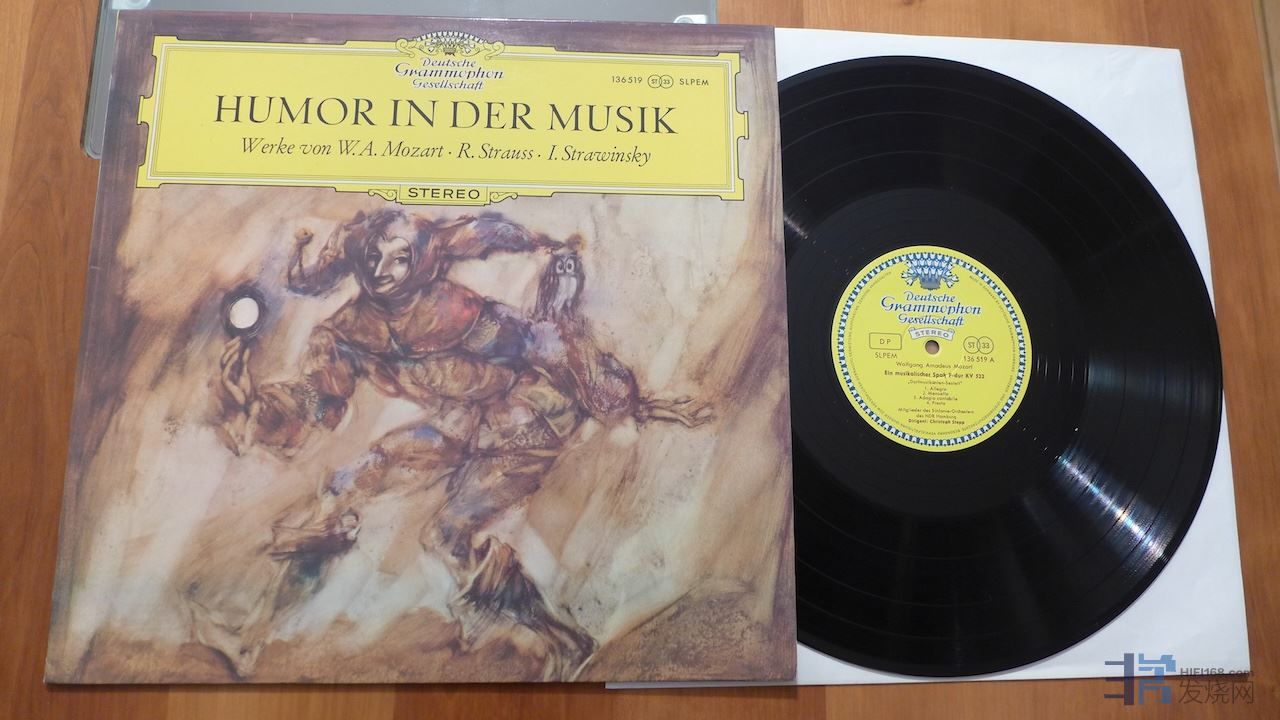 Deutsche
Grammophon
Gesellschaft
136519 ST 33 SLPEM
HUMOR IN DER MUSIK
Werke von W. A. Mozart · R. Strauss · I. Strawinsky
STEREO
Deutsche
Grammophon
Gesellschaft
STEREO
DP
SLPEM
ST 33
136 519 A
Wolfgang Amadeus Mozart
Ein musikalischer Spaß F-dur KV 522
„Dorfmusikanten-Sextett"
1. Allegro
2. Menuetto
3. Adagio cantabile
4. Presto
Mitglieder des Sinfonie-Orchesters
des NDR Hamburg
Dirigent: Christoph Stepp
HIFI168.com
发烧网